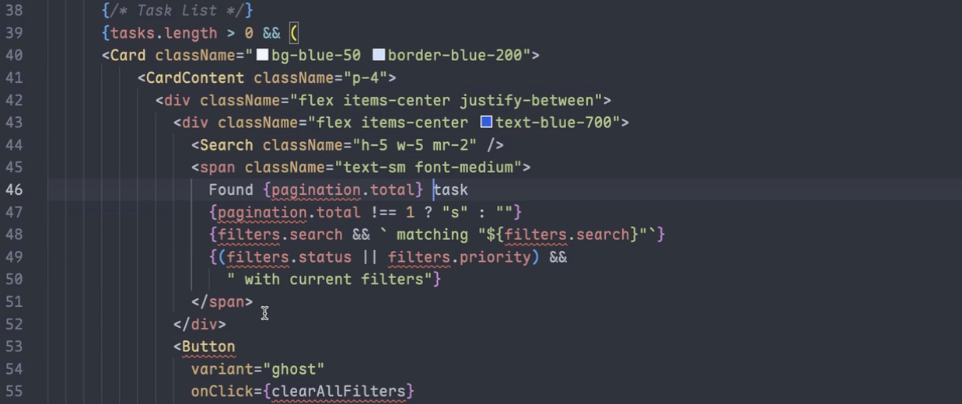 38 {/* Task List */}
39 {tasks.length > 0 && (
40 <Card className="bg-blue-50 border-blue-200">
41 <CardContent className="p-4">
42 <div className="flex items-center justify-between">
43 <div className="flex items-center text-blue-700">
44 <Search className="h-5 w-5 mr-2" />
45 <span className="text-sm font-medium">
46 Found {pagination.total} task
47 {pagination.total !== 1 ? "s" : ""}
48 {filters.search && ` matching "${filters.search}"`}
49 {(filters.status || filters.priority) &&
50 " with current filters"}
51 </span>
52 </div>
53 <Button
54 variant="ghost"
55 onClick={clearAllFilters}